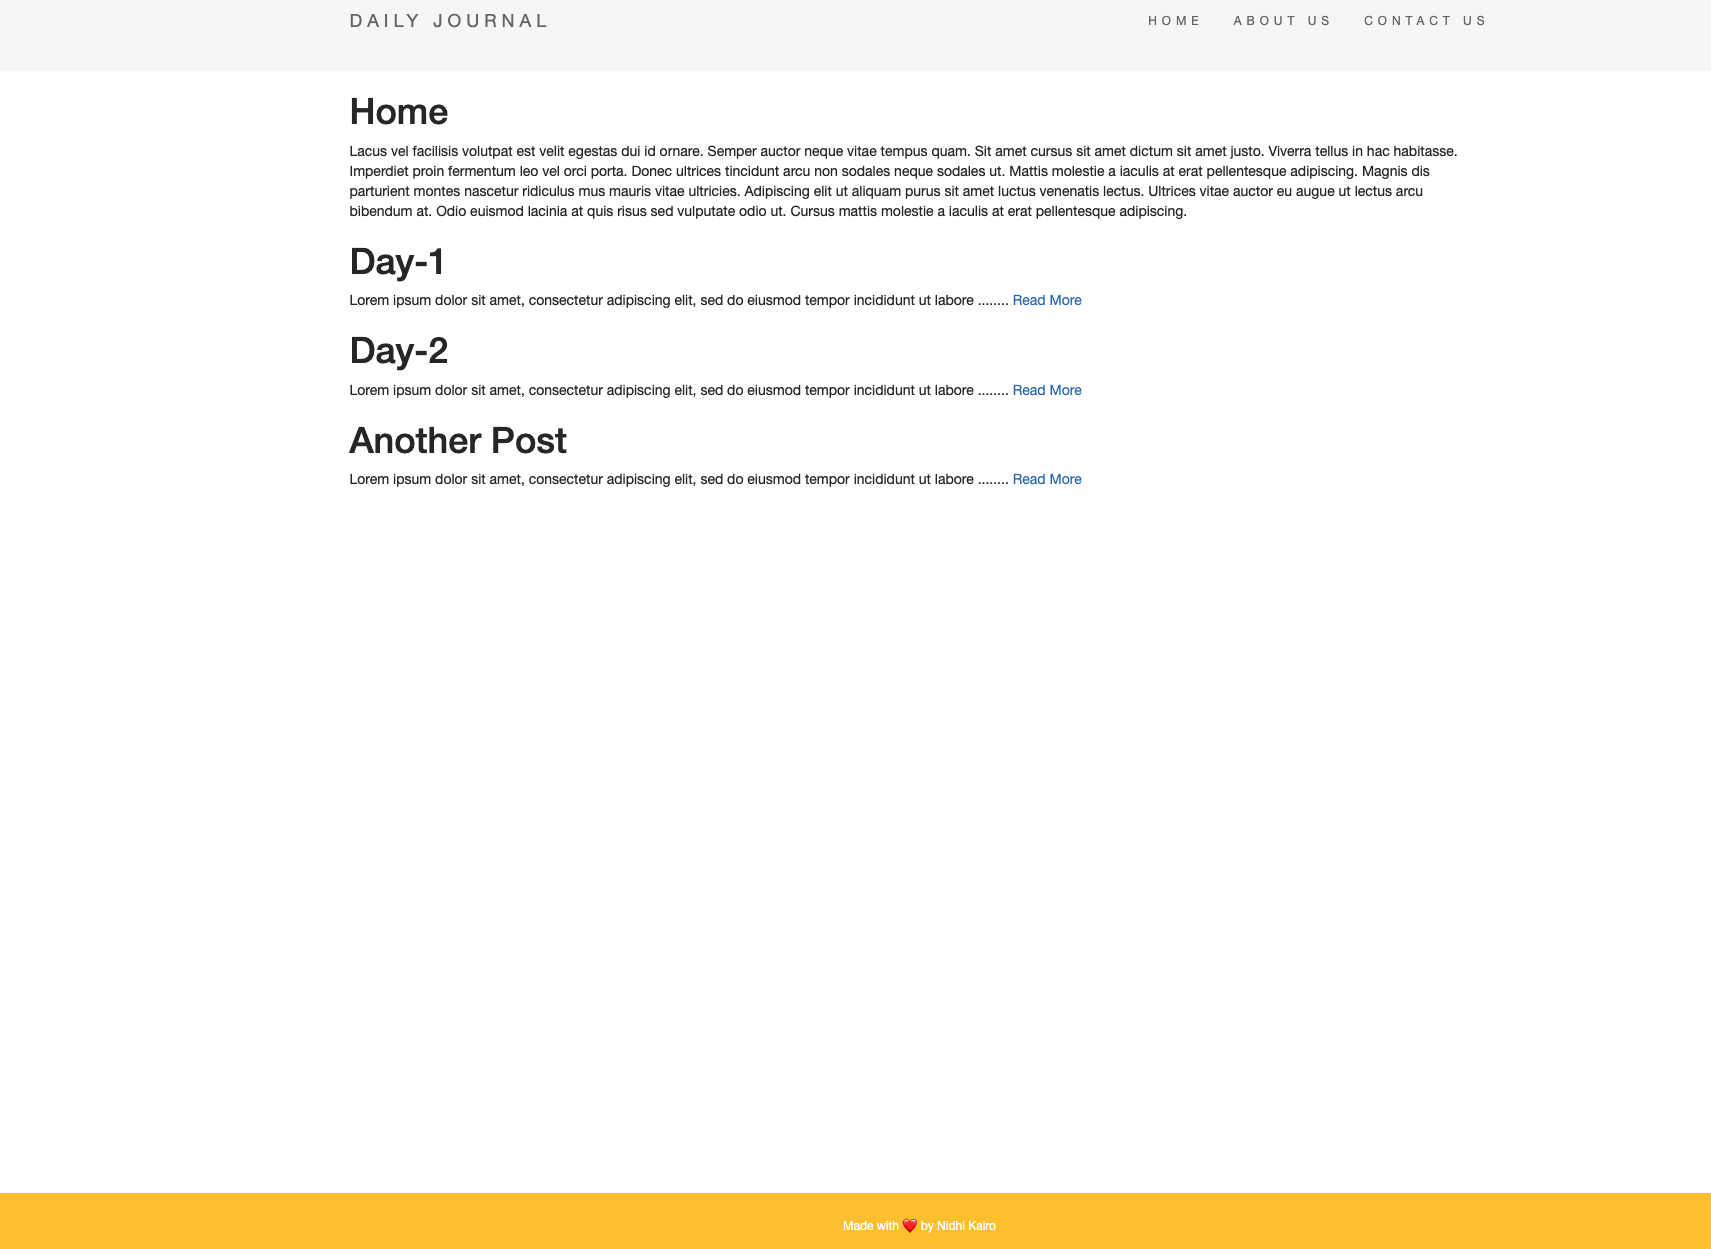 DAILY JOURNAL
HOME ABOUT US CONTACT US
Home
Lacus vel facilisis volutpat est velit egestas dui id ornare. Semper auctor neque vitae tempus quam. Sit amet cursus sit amet dictum sit amet justo. Viverra tellus in hac habitasse.
Imperdiet proin fermentum leo vel orci porta. Donec ultrices tincidunt arcu non sodales neque sodales ut. Mattis molestie a iaculis at erat pellentesque adipiscing. Magnis dis
parturient montes nascetur ridiculus mus mauris vitae ultricies. Adipiscing elit ut aliquam purus sit amet luctus venenatis lectus. Ultrices vitae auctor eu augue ut lectus arcu
bibendum at. Odio euismod lacinia at quis risus sed vulputate odio ut. Cursus mattis molestie a iaculis at erat pellentesque adipiscing.
Day-1
Lorem ipsum dolor sit amet, consectetur adipiscing elit, sed do eiusmod tempor incididunt ut labore ........ Read More
Day-2
Lorem ipsum dolor sit amet, consectetur adipiscing elit, sed do eiusmod tempor incididunt ut labore ........ Read More
Another Post
Lorem ipsum dolor sit amet, consectetur adipiscing elit, sed do eiusmod tempor incididunt ut labore ........ Read More
Made with ❤️ by Nidhi Kairo